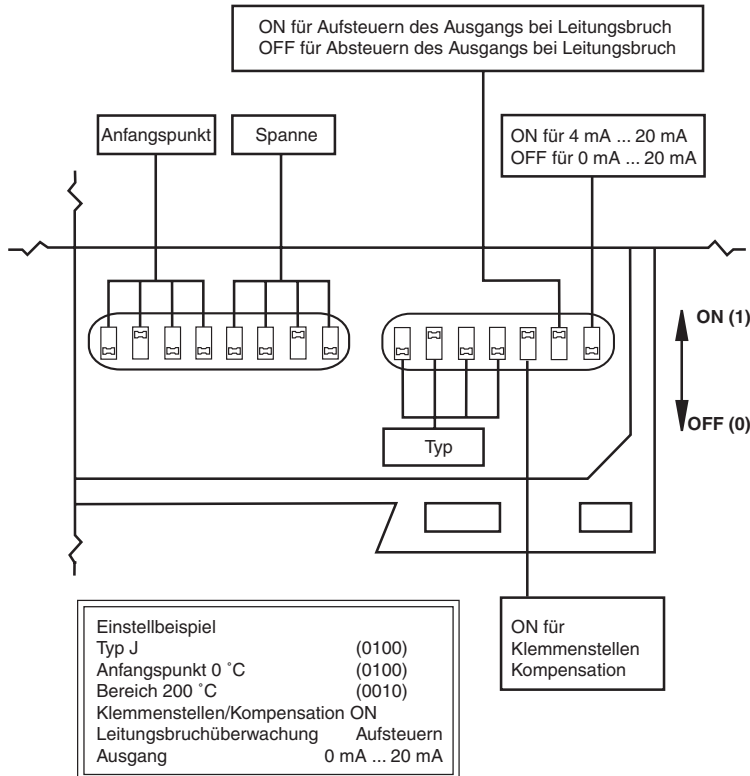 ON für Aufsteuern des Ausgangs bei Leitungsbruch
OFF für Absteuern des Ausgangs bei Leitungsbruch
Anfangspunkt
Spanne
ON für 4 mA ... 20 mA
OFF für 0 mA ... 20 mA
ON (1)
OFF (0)
Typ
Einstellbeispiel
Typ J (0100)
Anfangspunkt 0 ˚C (0100)
Bereich 200 ˚C (0010)
Klemmenstellen/Kompensation ON
Leitungsbruchüberwachung Aufsteuern
Ausgang 0 mA ... 20 mA
ON für
Klemmenstellen
Kompensation